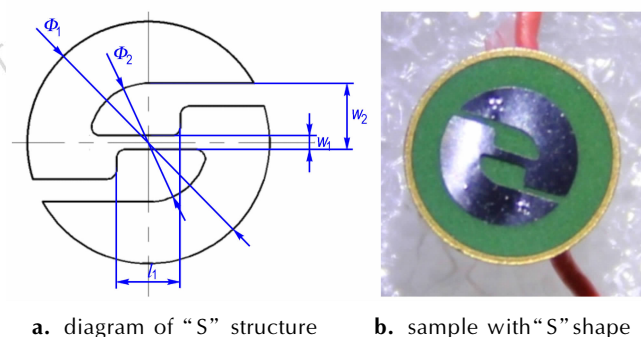 Φ₁
Φ₂
w₂
w₁
l₁
a. diagram of “S” structure
b. sample with“S”shape